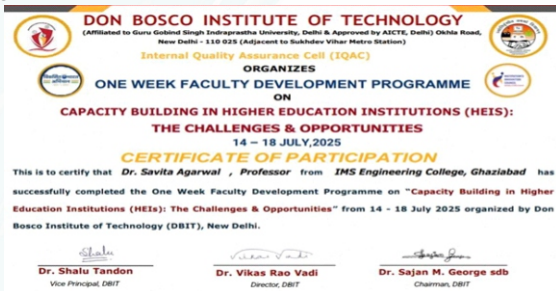 DON BOSCO INSTITUTE OF TECHNOLOGY
(Affiliated to Guru Gobind Singh Indraprastha University, Delhi & Approved by AICTE, Delhi) Okhla Road,
New Delhi - 110 025 (Adjacent to Sukhdev Vihar Metro Station)
Internal Quality Assurance Cell (IQAC)
ORGANIZES
ONE WEEK FACULTY DEVELOPMENT PROGRAMME
ON
CAPACITY BUILDING IN HIGHER EDUCATION INSTITUTIONS (HEIS):
THE CHALLENGES & OPPORTUNITIES
14 – 18 JULY,2025
CERTIFICATE OF PARTICIPATION
This is to certify that Dr. Savita Agarwal , Professor from IMS Engineering College, Ghaziabad has
successfully completed the One Week Faculty Development Programme on “Capacity Building in Higher
Education Institutions (HEIs): The Challenges & Opportunities” from 14 - 18 July 2025 organized by Don
Bosco Institute of Technology (DBIT), New Delhi.
Shalu
Vikas Vadi
Dr. Shalu Tandon
Vice Principal, DBIT
Dr. Vikas Rao Vadi
Director, DBIT
Dr. Sajan M. George sdb
Chairman, DBIT